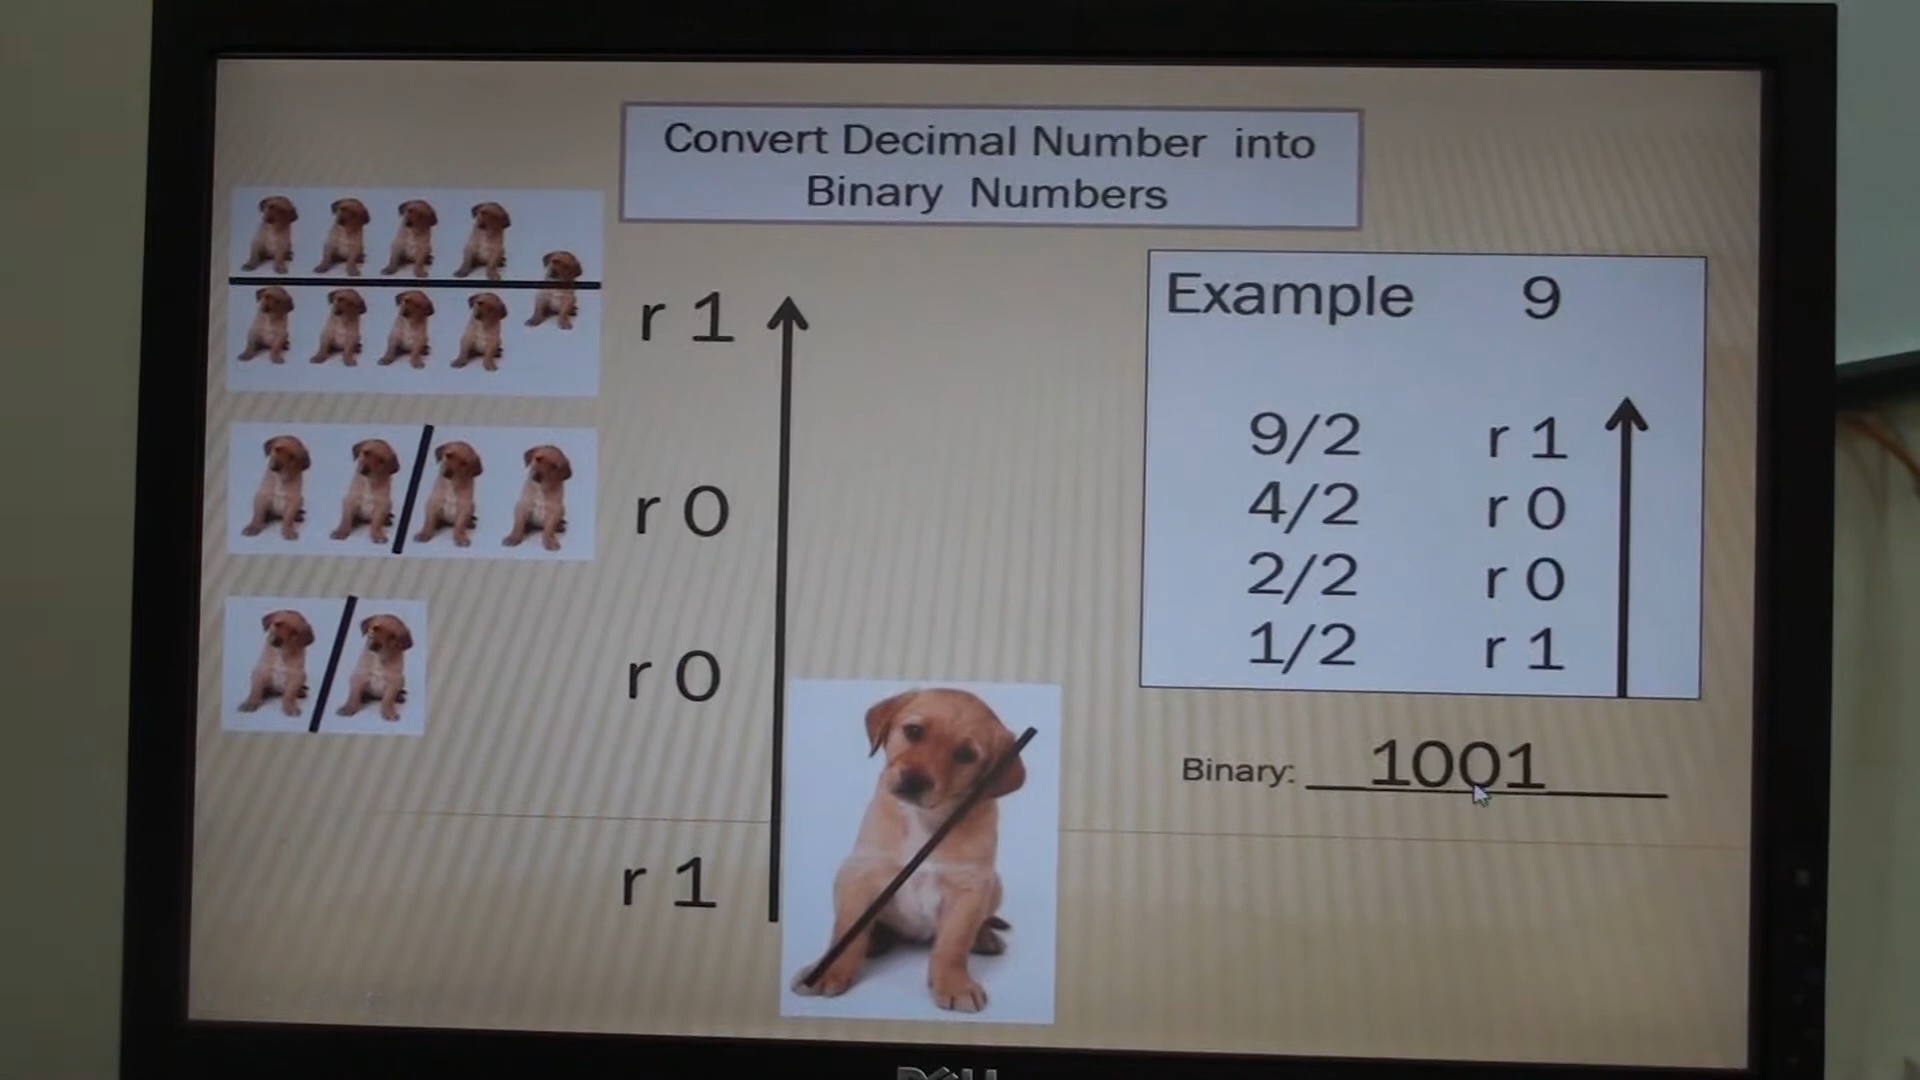 Convert Decimal Number into
Binary Numbers
r 1
r 0
r 0
r 1
Example 9
9/2 r 1
4/2 r 0
2/2 r 0
1/2 r 1
Binary: 1001
DELL